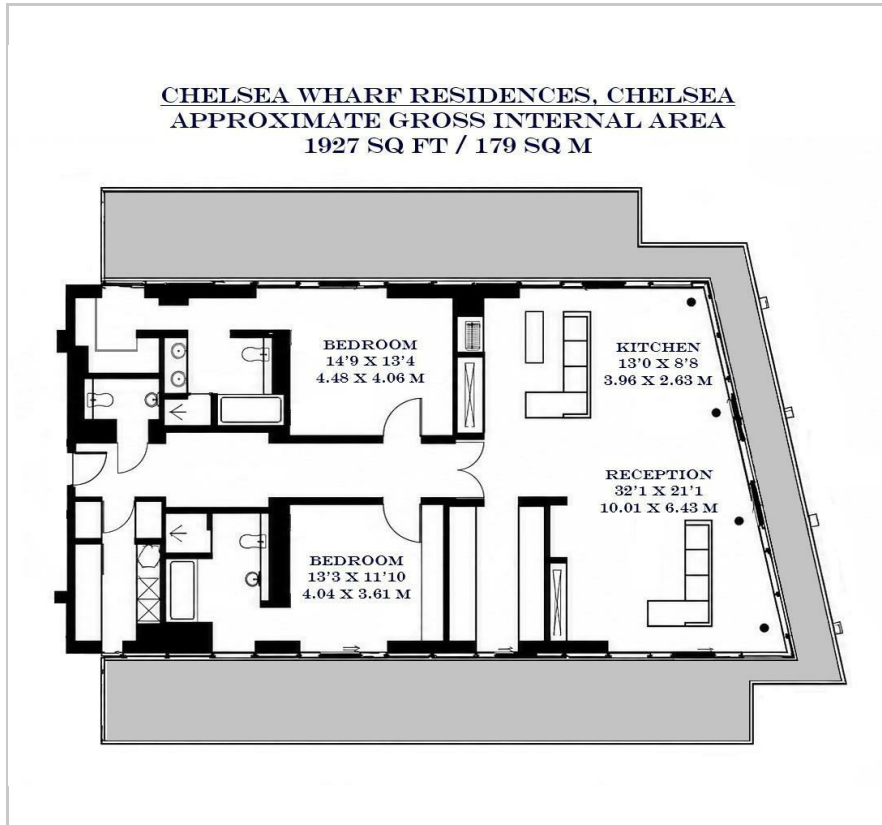 CHELSEA WHARF RESIDENCES, CHELSEA
APPROXIMATE GROSS INTERNAL AREA
1927 SQ FT / 179 SQ M
BEDROOM
14'9 X 13'4
4.48 X 4.06 M
KITCHEN
13'0 X 8'8
3.96 X 2.63 M
RECEPTION
32'1 X 21'1
10.01 X 6.43 M
BEDROOM
13'3 X 11'10
4.04 X 3.61 M